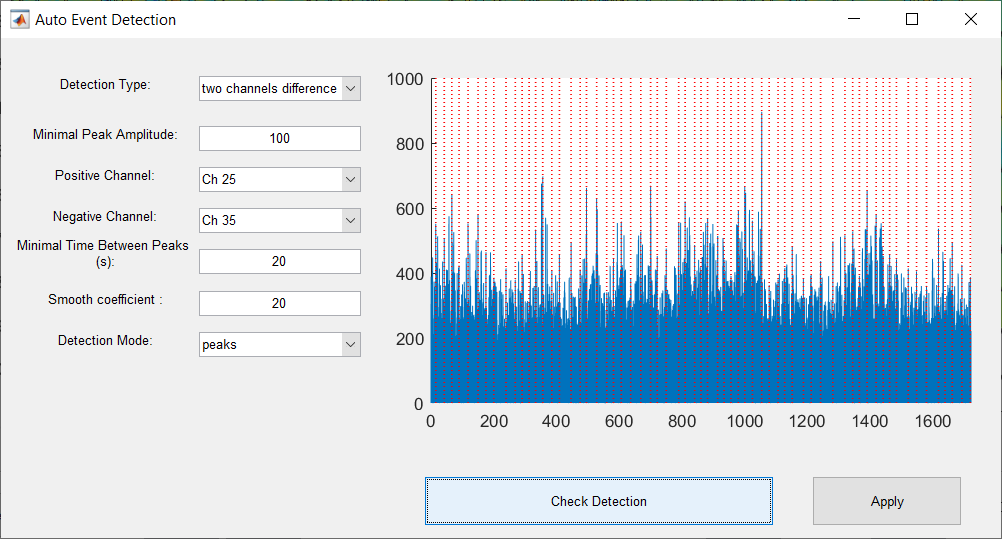 Auto Event Detection
Detection Type:
two channels difference
Minimal Peak Amplitude:
100
Positive Channel:
Ch 25
Negative Channel:
Ch 35
Minimal Time Between Peaks
(s):
20
Smooth coefficient :
20
Detection Mode:
peaks
1000
800
600
400
200
0
0 200 400 600 800 1000 1200 1400 1600
Check Detection
Apply